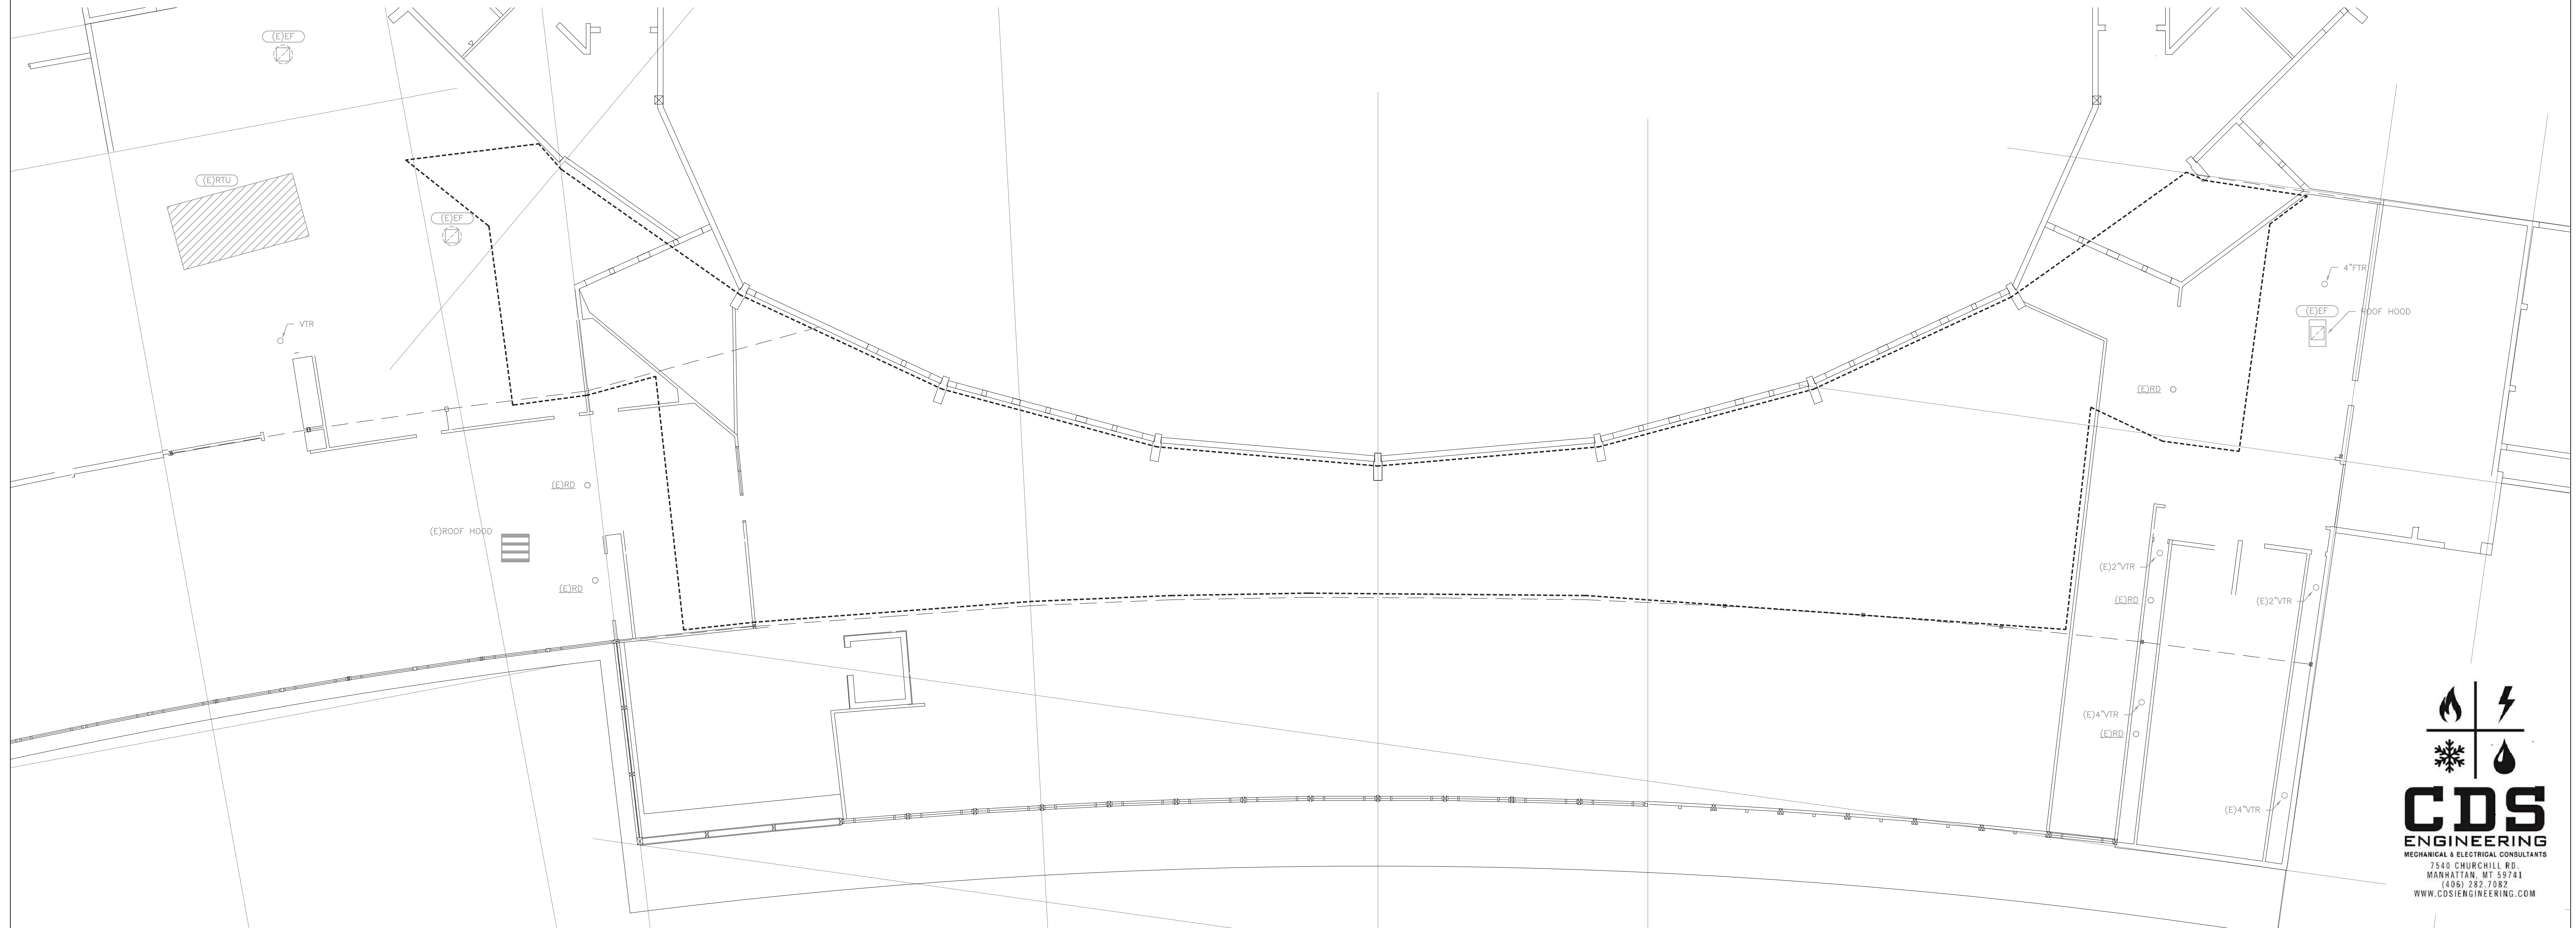 (E)EF
(E)RTU
(E)EF
VTR
(E)RD
(E)ROOF HOOD
(E)RD
4"FTR
(E)EF
ROOF HOOD
(E)RD
(E)2"VTR
(E)RD
(E)2"VTR
(E)4"VTR
(E)RD
(E)4"VTR
CDS
ENGINEERING
MECHANICAL & ELECTRICAL CONSULTANTS
7540 CHURCHILL RD.
MANHATTAN, MT 59741
(406) 282.7082
WWW.CDSIENGINEERING.COM